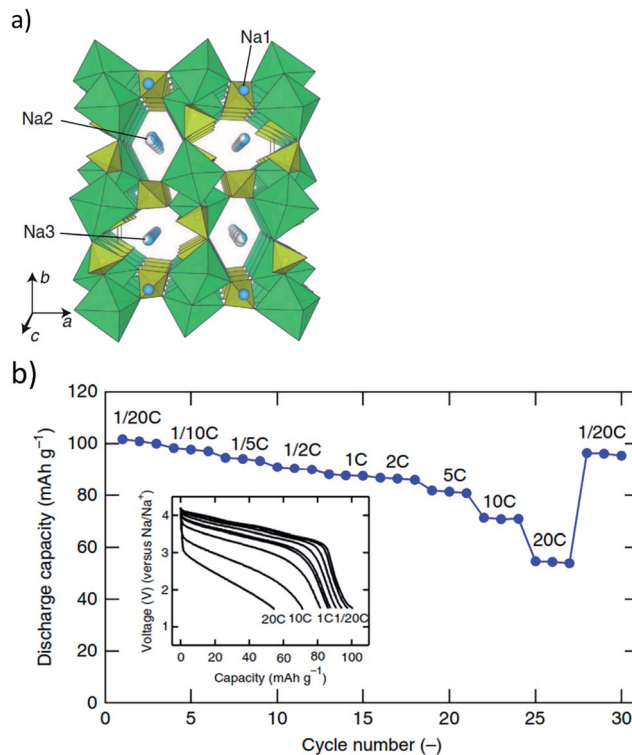 a)
Na1
Na2
Na3
b
a
c
b)
120
100
80
60
40
20
0
Discharge capacity (mAh g⁻¹)
1/20C
1/10C
1/5C
1/2C
1C
2C
5C
10C
20C
1/20C
4
3
2
1
Voltage (V) (versus Na/Na⁺)
20C 10C 1C 1/20C
0 20 40 60 80 100
Capacity (mAh g⁻¹)
0 5 10 15 20 25 30
Cycle number (–)